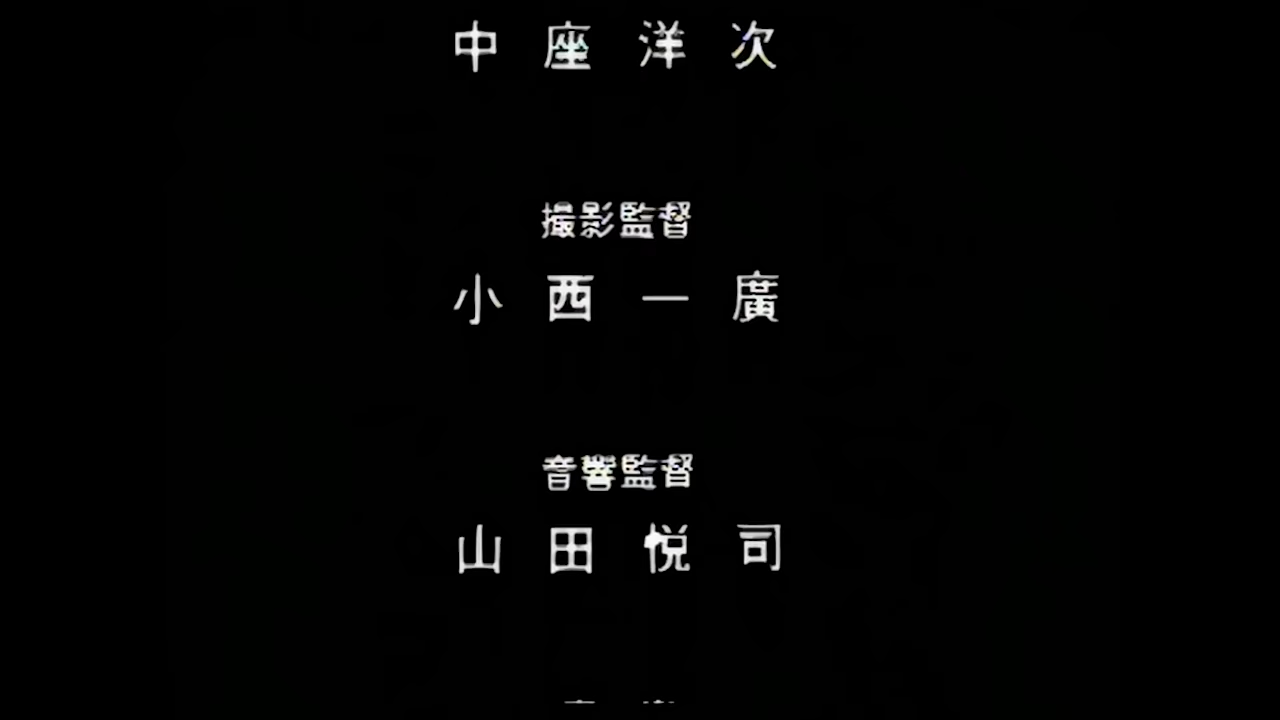 中座洋次
撮影監督
小西一廣
音響監督
山田悦司